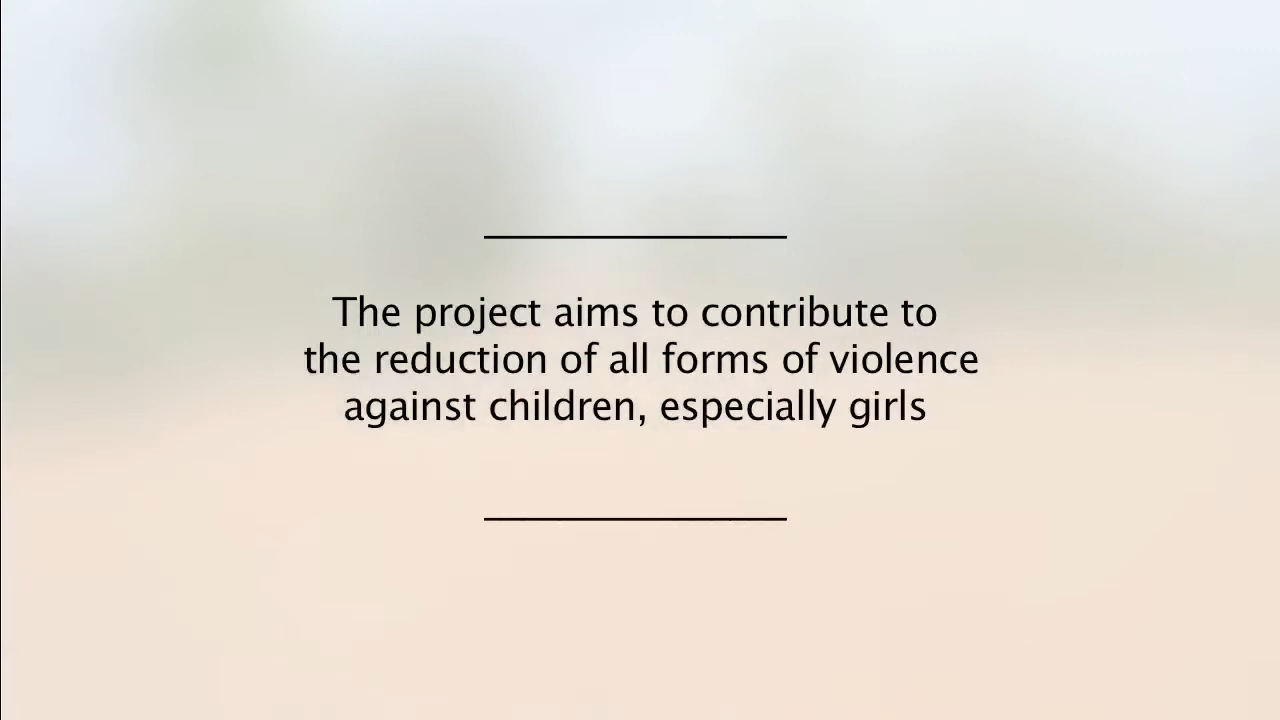 The project aims to contribute to
the reduction of all forms of violence
against children, especially girls